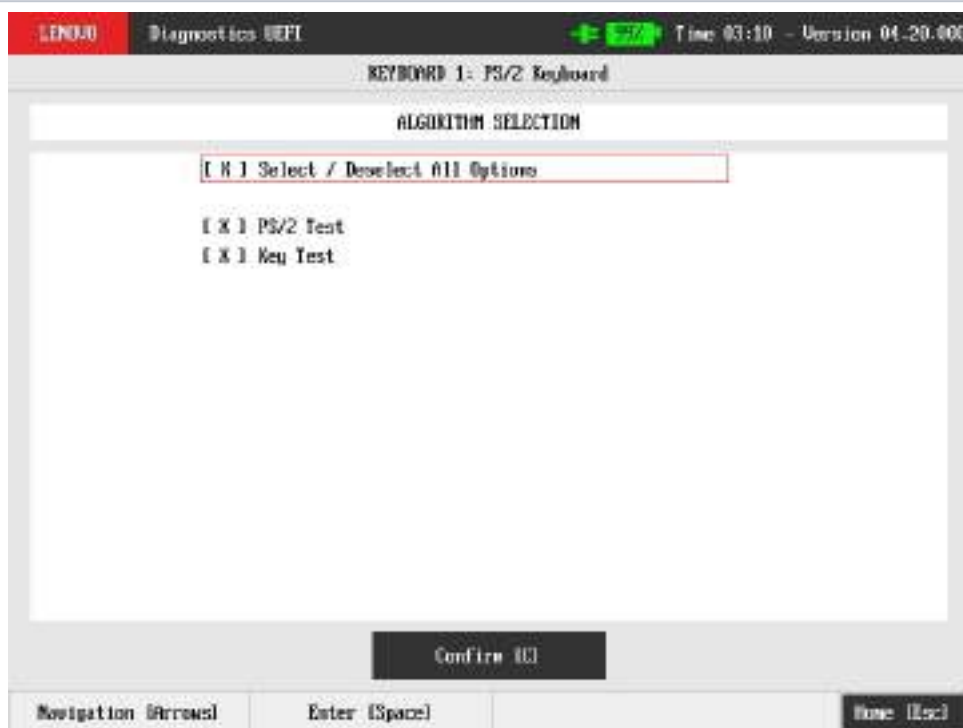 LENOVO Diagnostics UEFI Time 03:10 - Version 04.20.000
KEYBOARD 1: PS/2 Keyboard
ALGORITHM SELECTION
[ X ] Select / Deselect All Options
[ X ] PS/2 Test
[ X ] Key Test
Confirm [C]
Navigation [Arrows] Enter [Space] Home [Esc]